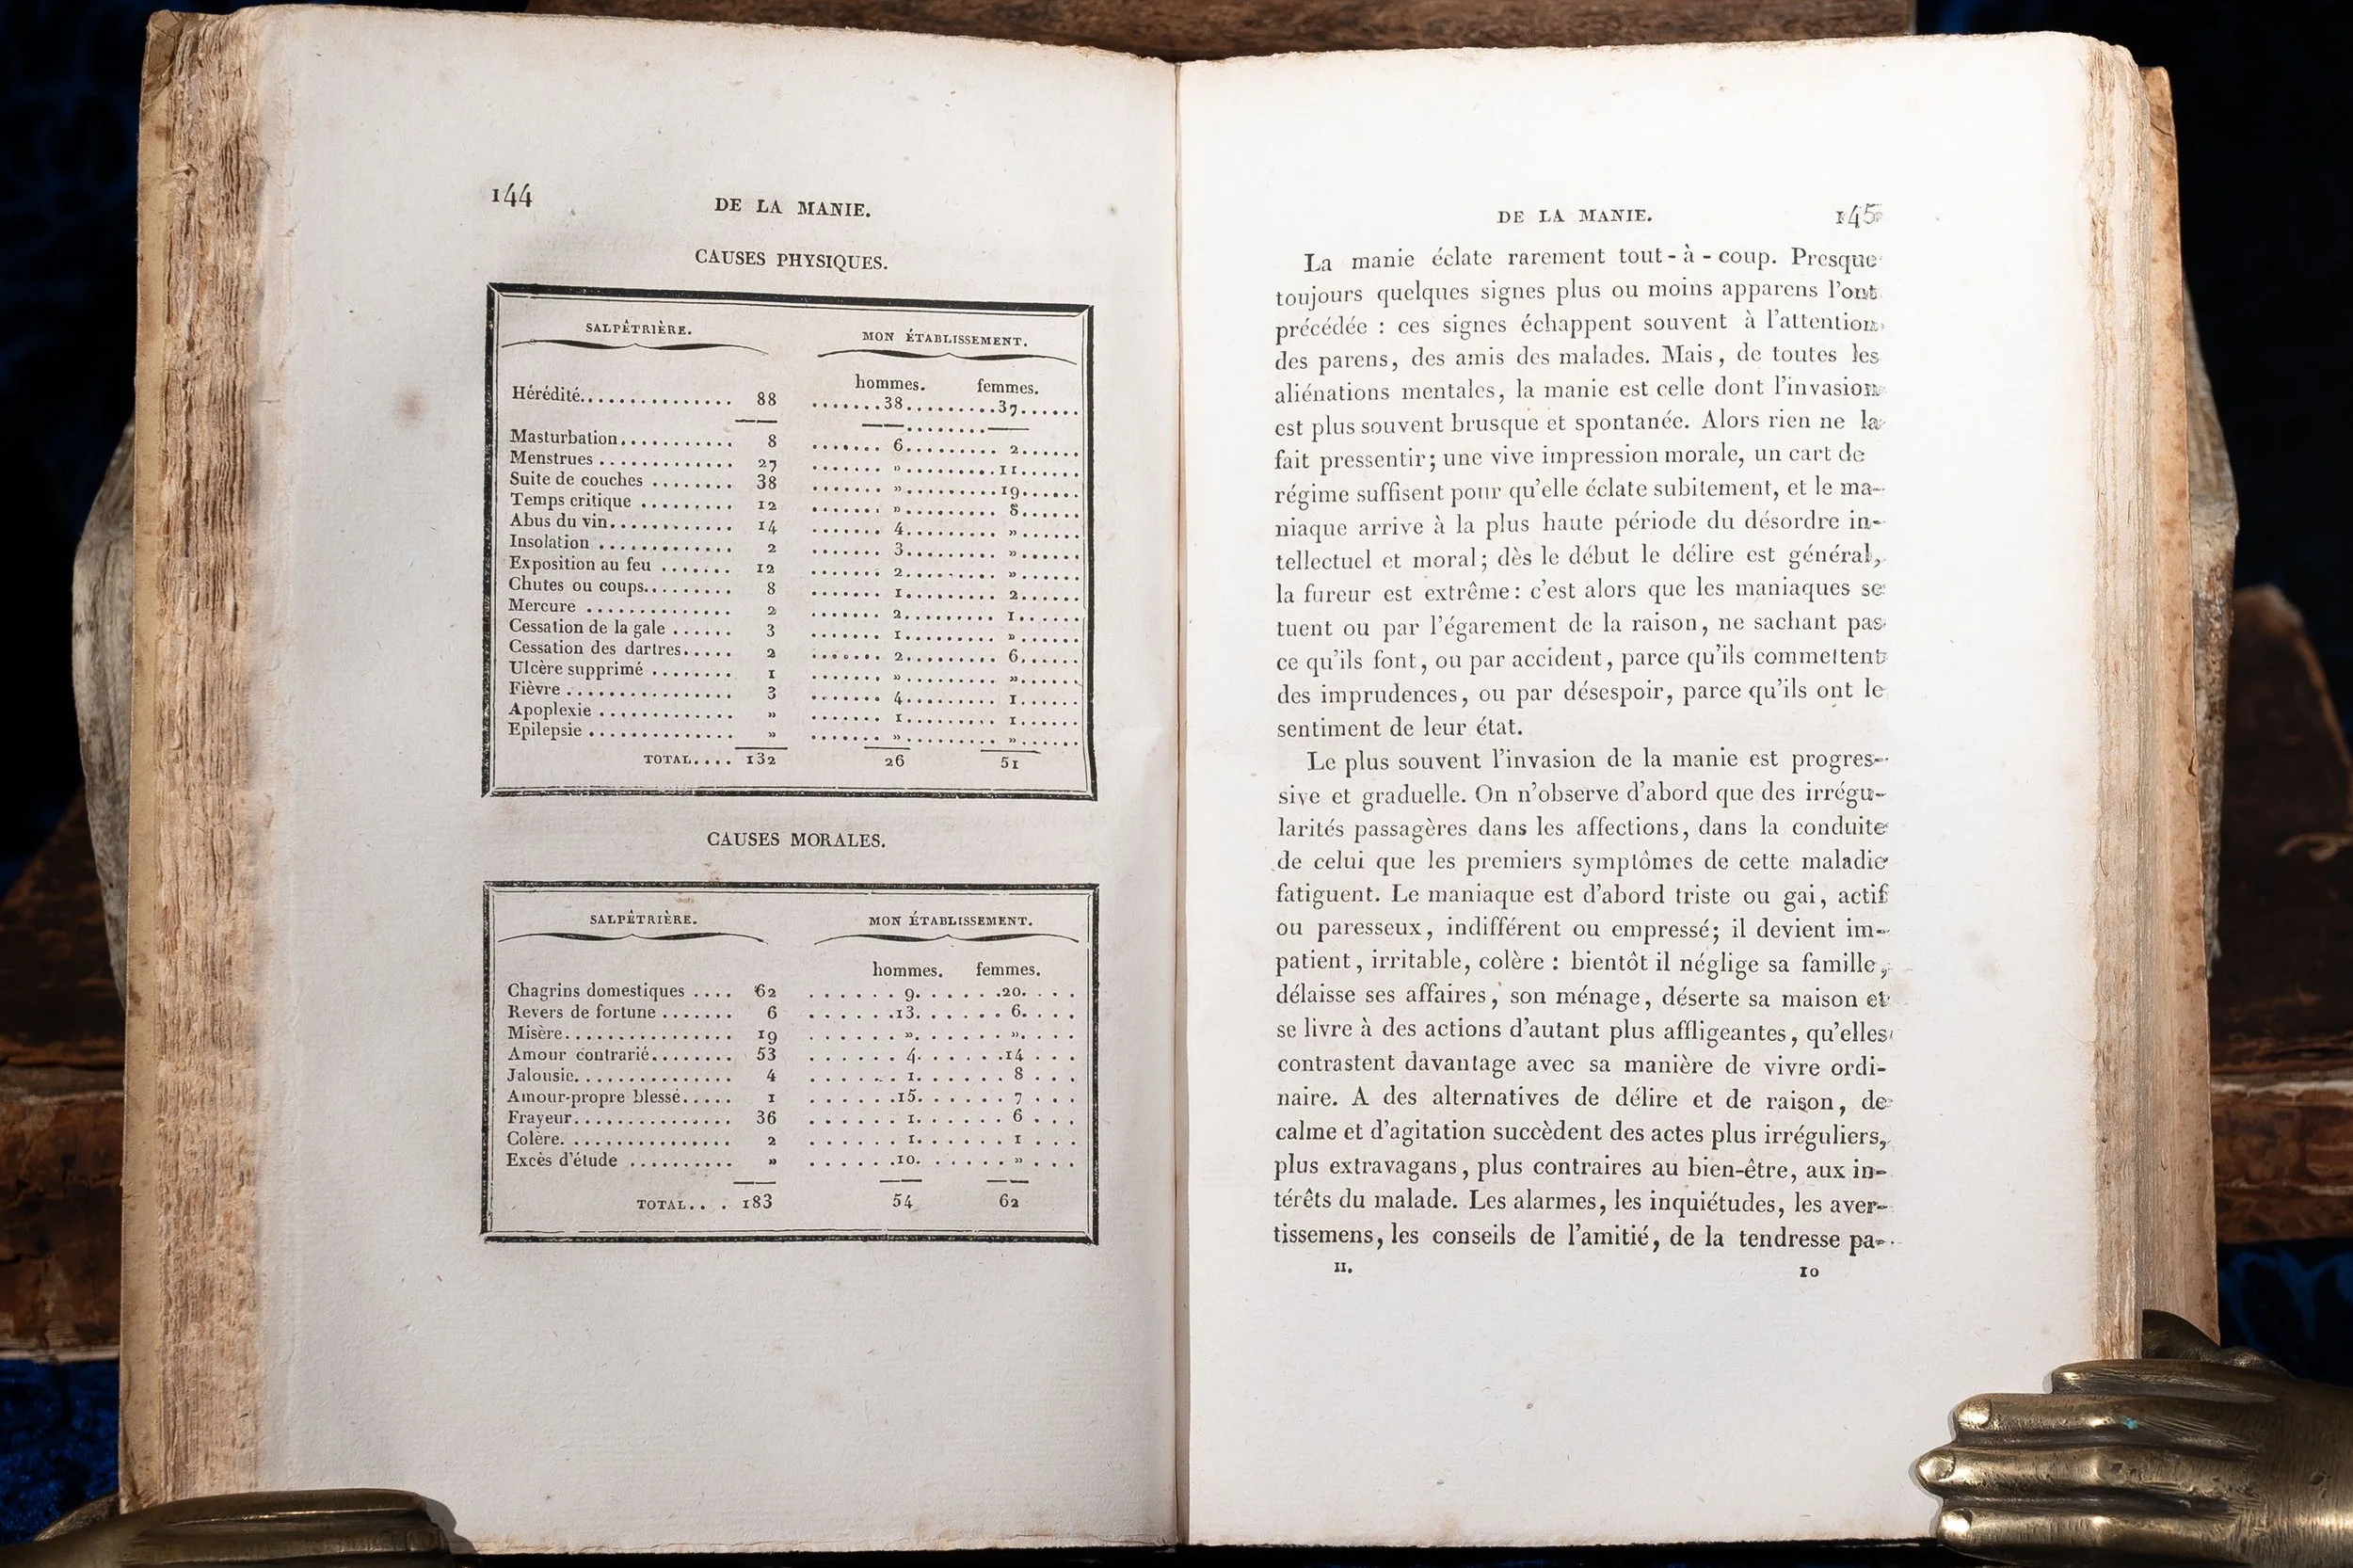 144
DE LA MANIE.
CAUSES PHYSIQUES.
SALPÊTRIÈRE. MON ÉTABLISSEMENT.
hommes. femmes.
Hérédité............... 88 .......38.........37......
Masturbation........... 8 .......6......... 2......
Menstrues ............. 27 ....... » .........11......
Suite de couches ........ 38 ....... » .........19......
Temps critique ......... 12 ....... » ......... 8......
Abus du vin............ 14 ....... 4......... »......
Insolation ............. 2 ....... 3......... »......
Exposition au feu ....... 12 ....... 2......... »......
Chutes ou coups......... 8 ....... 1......... 2......
Mercure .............. 2 ....... 2......... 1......
Cessation de la gale ...... 3 ....... 1......... »......
Cessation des dartres..... 2 ....... 2......... 6......
Ulcère supprimé ........ 1 ....... »......... »......
Fièvre ................ 3 ....... 4......... 1......
Apoplexie ............. » ....... 1......... 1......
Epilepsie .............. » ....... »......... »......
TOTAL.... 132 26 51
CAUSES MORALES.
SALPÊTRIÈRE. MON ÉTABLISSEMENT.
hommes. femmes.
Chagrins domestiques .... 62 ...... 9. ......20. ...
Revers de fortune ....... 6 ......13. ...... 6. ...
Misère................ 19 ...... ». ...... ». ...
Amour contrarié........ 53 ...... 4. ......14 ...
Jalousie............... 4 ...... 1. ...... 8 ...
Amour-propre blessé..... 1 ......15. ...... 7 ...
Frayeur............... 36 ...... 1. ...... 6 ...
Colère. ............... 2 ...... 1. ...... 1 ...
Excès d'étude .......... » ......10. ...... » ...
TOTAL... . 183 54 62
DE LA MANIE. 145
La manie éclate rarement tout-à-coup. Presque
toujours quelques signes plus ou moins apparens l'ont
précédée : ces signes échappent souvent à l'attention
des parens, des amis des malades. Mais, de toutes les
aliénations mentales, la manie est celle dont l'invasion
est plus souvent brusque et spontanée. Alors rien ne la
fait pressentir; une vive impression morale, un cart de
régime suffisent pour qu'elle éclate subitement, et le ma-
niaque arrive à la plus haute période du désordre in-
tellectuel et moral; dès le début le délire est général,
la fureur est extrême: c'est alors que les maniaques se
tuent ou par l'égarement de la raison, ne sachant pas
ce qu'ils font, ou par accident, parce qu'ils commettent
des imprudences, ou par désespoir, parce qu'ils ont le
sentiment de leur état.
Le plus souvent l'invasion de la manie est progres-
sive et graduelle. On n'observe d'abord que des irrégu-
larités passagères dans les affections, dans la conduite
de celui que les premiers symptômes de cette maladie
fatiguent. Le maniaque est d'abord triste ou gai, actif
ou paresseux, indifférent ou empressé; il devient im-
patient, irritable, colère : bientôt il néglige sa famille,
délaisse ses affaires, son ménage, déserte sa maison et
se livre à des actions d'autant plus affligeantes, qu'elles
contrastent davantage avec sa manière de vivre ordi-
naire. A des alternatives de délire et de raison, de
calme et d'agitation succèdent des actes plus irréguliers,
plus extravagans, plus contraires au bien-être, aux in-
térêts du malade. Les alarmes, les inquiétudes, les aver-
tissemens, les conseils de l'amitié, de la tendresse pa-
II. 10